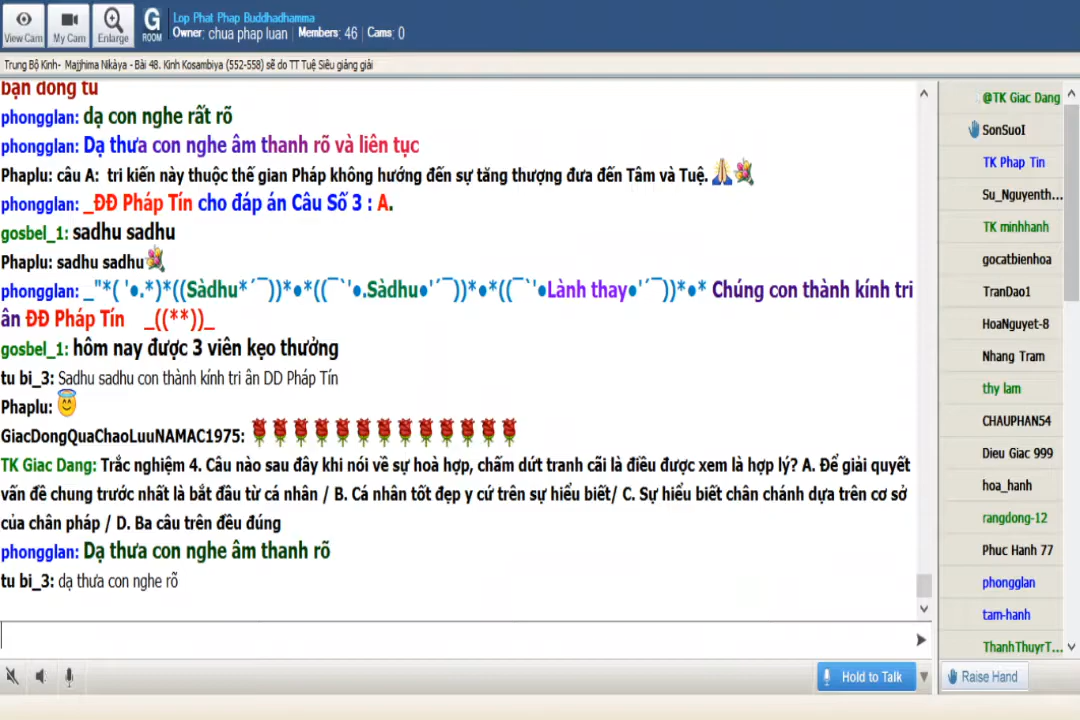 View Cam
My Cam
Enlarge
G
ROOM
Lop Phat Phap Buddhadhamma
Owner: chua phap luan | Members: 46 | Cams: 0
Trung Bộ Kinh- Majjhima Nikàya - Bài 48. Kinh Kosambiya (552-558) sẽ do TT Tuệ Siêu giảng giải
bạn đồng tu
phongglan: dạ con nghe rất rõ
phongglan: Dạ thưa con nghe âm thanh rõ và liên tục
Phaplu: câu A: tri kiến này thuộc thế gian Pháp không hướng đến sự tăng thượng đưa đến Tâm và Tuệ.
phongglan: _ĐĐ Pháp Tín cho đáp án Câu Số 3 : A.
gosbel_1: sadhu sadhu
Phaplu: sadhu sadhu
phongglan: _"*( '●.*)*((Sàdhu*´¯))*●*((¯`'●.Sàdhu●'´¯))*●*((¯`'●Lành thay●'´¯))*●* Chúng con thành kính tri
ân ĐĐ Pháp Tín _((**))_
gosbel_1: hôm nay được 3 viên kẹo thưởng
tu bi_3: Sadhu sadhu con thành kính tri ân DD Pháp Tín
Phaplu:
GiacDongQuaChaoLuuNAMAC1975:
TK Giac Dang: Trắc nghiệm 4. Câu nào sau đây khi nói về sự hoà hợp, chấm dứt tranh cãi là điều được xem là hợp lý? A. Để giải quyết
vấn đề chung trước nhất là bắt đầu từ cá nhân / B. Cá nhân tốt đẹp y cứ trên sự hiểu biết/ C. Sự hiểu biết chân chánh dựa trên cơ sở
của chân pháp / D. Ba câu trên đều đúng
phongglan: Dạ thưa con nghe âm thanh rõ
tu bi_3: dạ thưa con nghe rõ
Hold to Talk
@TK Giac Dang
SonSuoI
TK Phap Tin
Su_Nguyenth...
TK minhhanh
gocatbienhoa
TranDao1
HoaNguyet-8
Nhang Tram
thy lam
CHAUPHAN54
Dieu Giac 999
hoa_hanh
rangdong-12
Phuc Hanh 77
phongglan
tam-hanh
ThanhThuyrT...
Raise Hand